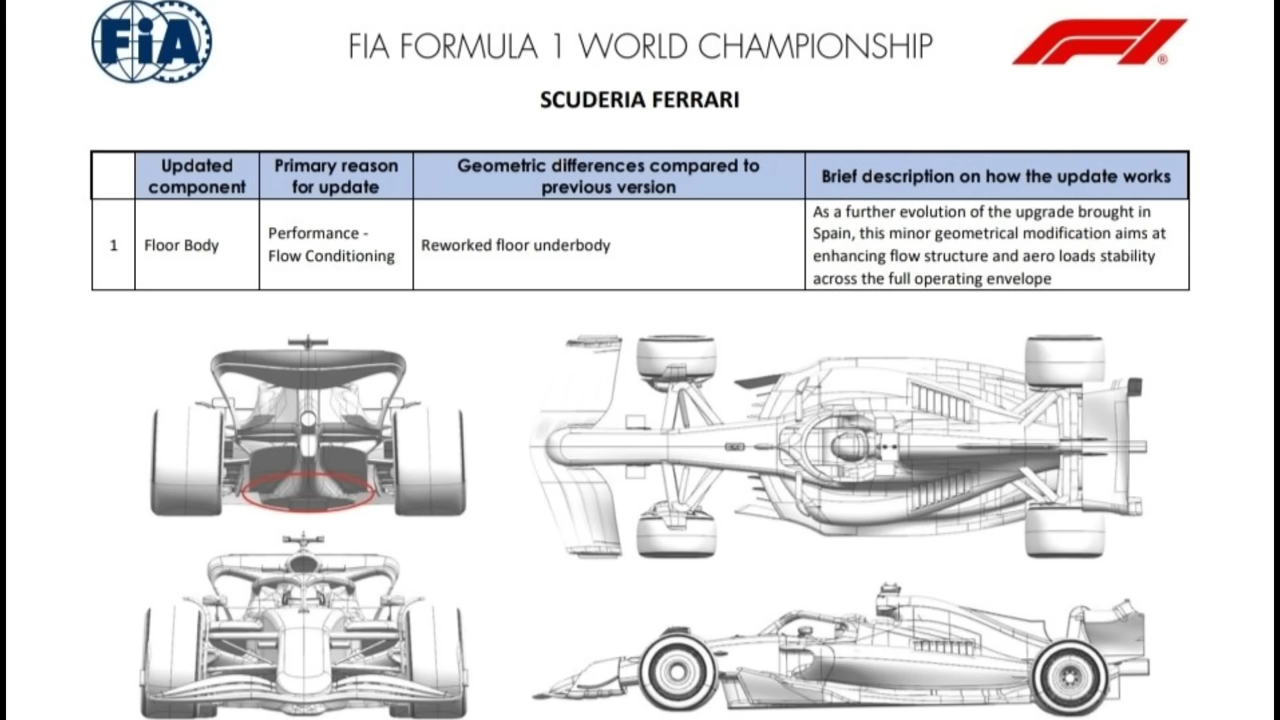 FiA
FIA FORMULA 1 WORLD CHAMPIONSHIP
F1®
SCUDERIA FERRARI
Updated component
Primary reason for update
Geometric differences compared to previous version
Brief description on how the update works
1
Floor Body
Performance -
Flow Conditioning
Reworked floor underbody
As a further evolution of the upgrade brought in
Spain, this minor geometrical modification aims at
enhancing flow structure and aero loads stability
across the full operating envelope